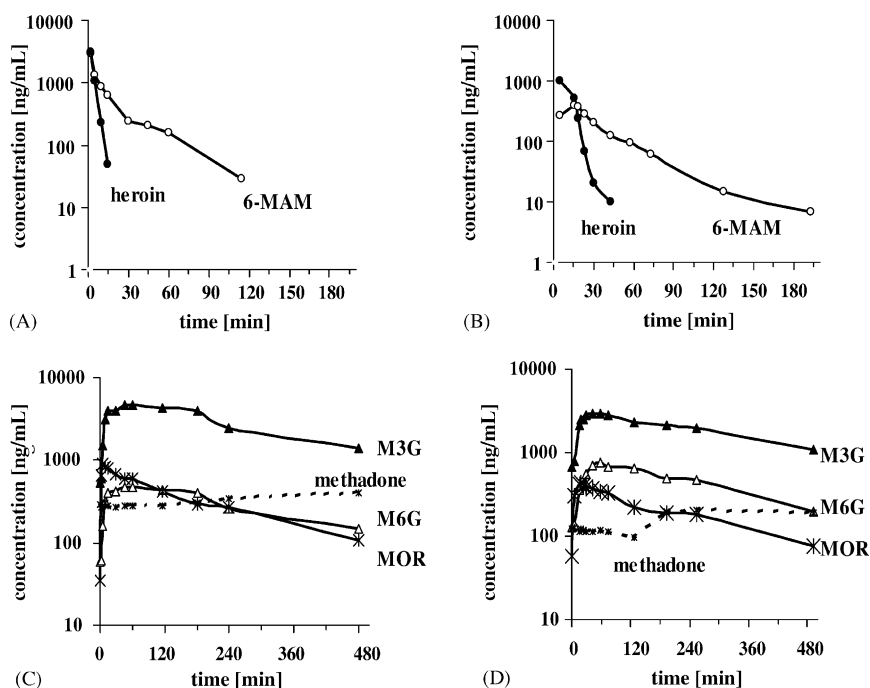 10000
1000
100
10
1
0 30 60 90 120 150 180
concentration [ng/mL]
heroin
6-MAM
time [min]
(A)
10000
1000
100
10
1
0 30 60 90 120 150 180
concentration [ng/mL]
heroin
6-MAM
time [min]
(B)
10000
1000
100
10
0 120 240 360 480
concentration [ng/mL]
M3G
methadone
M6G
MOR
time [min]
(C)
10000
1000
100
10
0 120 240 360 480
concentration [ng/mL]
M3G
M6G
MOR
methadone
time [min]
(D)